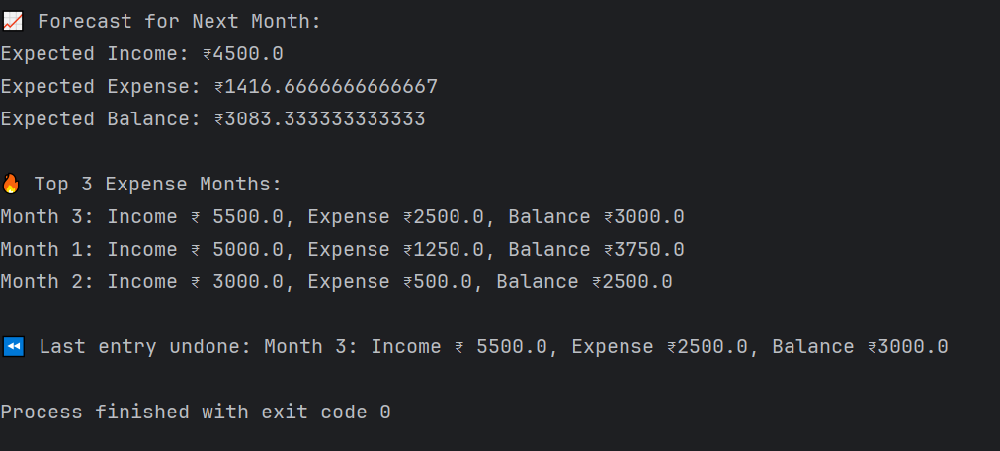 📈 Forecast for Next Month:
Expected Income: ₹4500.0
Expected Expense: ₹1416.6666666666667
Expected Balance: ₹3083.333333333333
🔥 Top 3 Expense Months:
Month 3: Income ₹ 5500.0, Expense ₹2500.0, Balance ₹3000.0
Month 1: Income ₹ 5000.0, Expense ₹1250.0, Balance ₹3750.0
Month 2: Income ₹ 3000.0, Expense ₹500.0, Balance ₹2500.0
⏪ Last entry undone: Month 3: Income ₹ 5500.0, Expense ₹2500.0, Balance ₹3000.0
Process finished with exit code 0